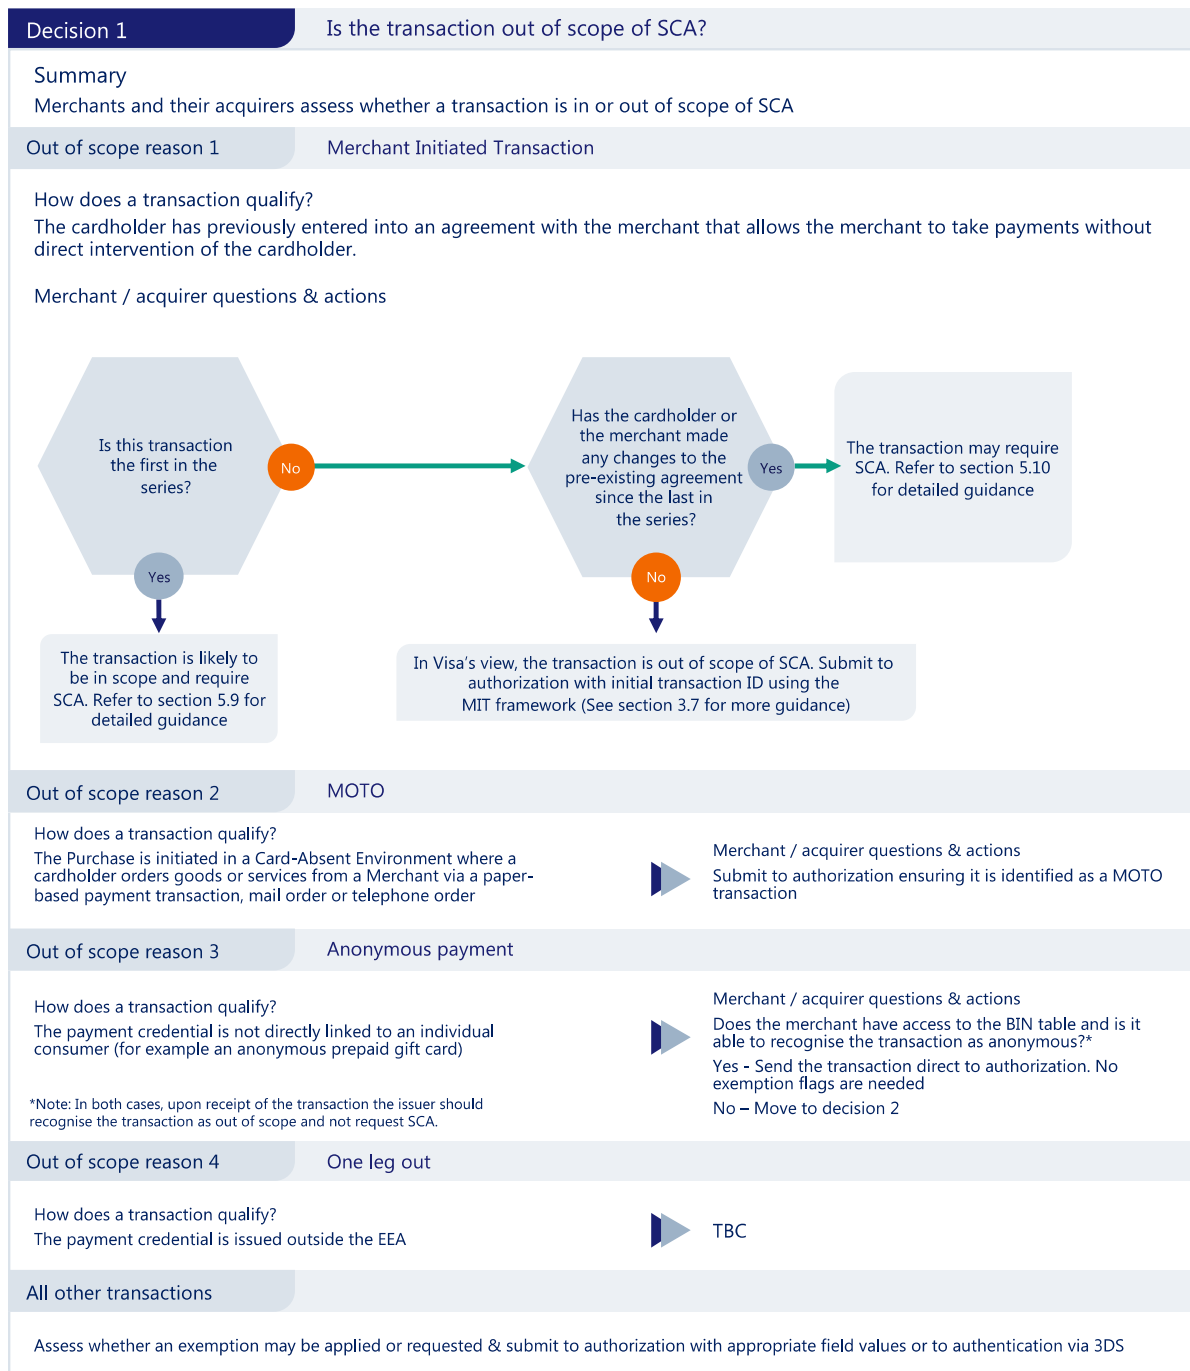 Decision 1
Is the transaction out of scope of SCA?
Summary
Merchants and their acquirers assess whether a transaction is in or out of scope of SCA
Out of scope reason 1
Merchant Initiated Transaction
How does a transaction qualify?
The cardholder has previously entered into an agreement with the merchant that allows the merchant to take payments without
direct intervention of the cardholder.
Merchant / acquirer questions & actions
Is this transaction
the first in the
series?
No
Has the cardholder or
the merchant made
any changes to the
pre-existing agreement
since the last in
the series?
Yes
The transaction may require
SCA. Refer to section 5.10
for detailed guidance
Yes
No
The transaction is likely to
be in scope and require
SCA. Refer to section 5.9 for
detailed guidance
In Visa's view, the transaction is out of scope of SCA. Submit to
authorization with initial transaction ID using the
MIT framework (See section 3.7 for more guidance)
Out of scope reason 2
MOTO
How does a transaction qualify?
The Purchase is initiated in a Card-Absent Environment where a
cardholder orders goods or services from a Merchant via a paper-
based payment transaction, mail order or telephone order
Merchant / acquirer questions & actions
Submit to authorization ensuring it is identified as a MOTO
transaction
Out of scope reason 3
Anonymous payment
How does a transaction qualify?
The payment credential is not directly linked to an individual
consumer (for example an anonymous prepaid gift card)
*Note: In both cases, upon receipt of the transaction the issuer should
recognise the transaction as out of scope and not request SCA.
Merchant / acquirer questions & actions
Does the merchant have access to the BIN table and is it
able to recognise the transaction as anonymous?*
Yes - Send the transaction direct to authorization. No
exemption flags are needed
No – Move to decision 2
Out of scope reason 4
One leg out
How does a transaction qualify?
The payment credential is issued outside the EEA
TBC
All other transactions
Assess whether an exemption may be applied or requested & submit to authorization with appropriate field values or to authentication via 3DS